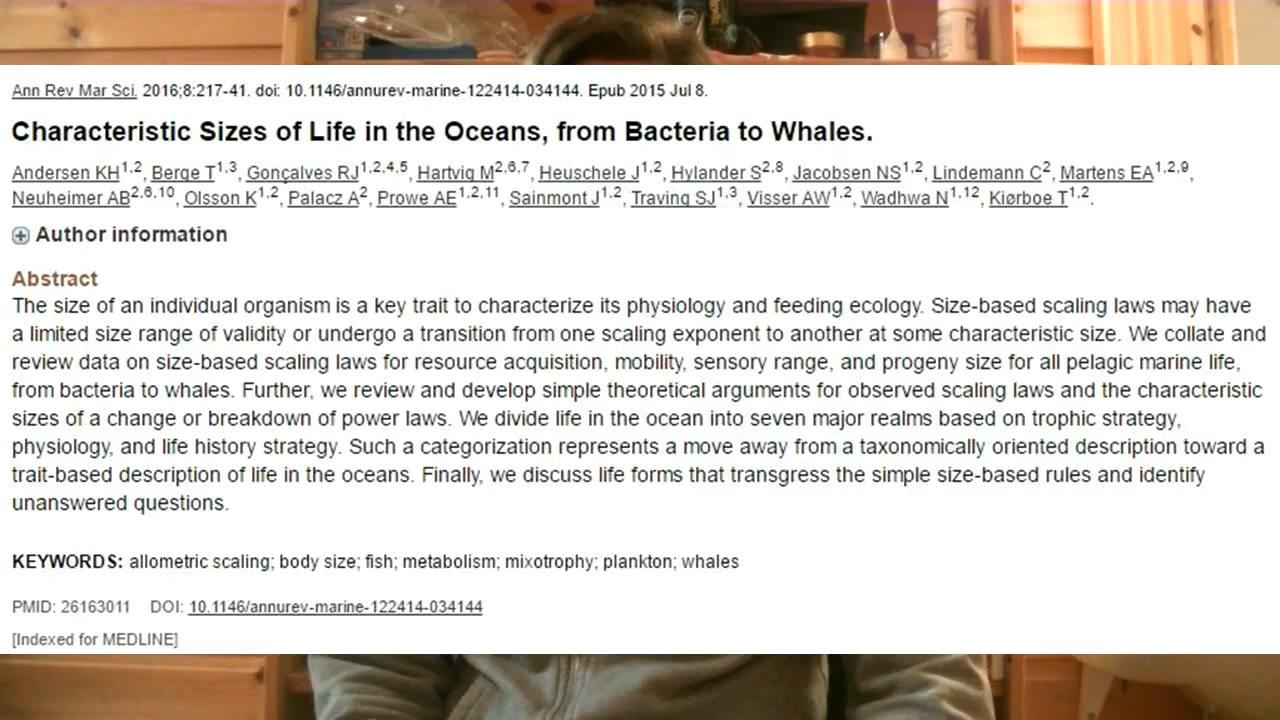 Ann Rev Mar Sci. 2016;8:217-41. doi: 10.1146/annurev-marine-122414-034144. Epub 2015 Jul 8.
Characteristic Sizes of Life in the Oceans, from Bacteria to Whales.
Andersen KH1,2, Berge T1,3, Gonçalves RJ1,2,4,5, Hartvig M2,6,7, Heuschele J1,2, Hylander S2,8, Jacobsen NS1,2, Lindemann C2, Martens EA1,2,9,
Neuheimer AB2,6,10, Olsson K1,2, Palacz A2, Prowe AE1,2,11, Sainmont J1,2, Traving SJ1,3, Visser AW1,2, Wadhwa N1,12, Kiørboe T1,2.
Author information
Abstract
The size of an individual organism is a key trait to characterize its physiology and feeding ecology. Size-based scaling laws may have
a limited size range of validity or undergo a transition from one scaling exponent to another at some characteristic size. We collate and
review data on size-based scaling laws for resource acquisition, mobility, sensory range, and progeny size for all pelagic marine life,
from bacteria to whales. Further, we review and develop simple theoretical arguments for observed scaling laws and the characteristic
sizes of a change or breakdown of power laws. We divide life in the ocean into seven major realms based on trophic strategy,
physiology, and life history strategy. Such a categorization represents a move away from a taxonomically oriented description toward a
trait-based description of life in the oceans. Finally, we discuss life forms that transgress the simple size-based rules and identify
unanswered questions.
KEYWORDS: allometric scaling; body size; fish; metabolism; mixotrophy; plankton; whales
PMID: 26163011 DOI: 10.1146/annurev-marine-122414-034144
[Indexed for MEDLINE]